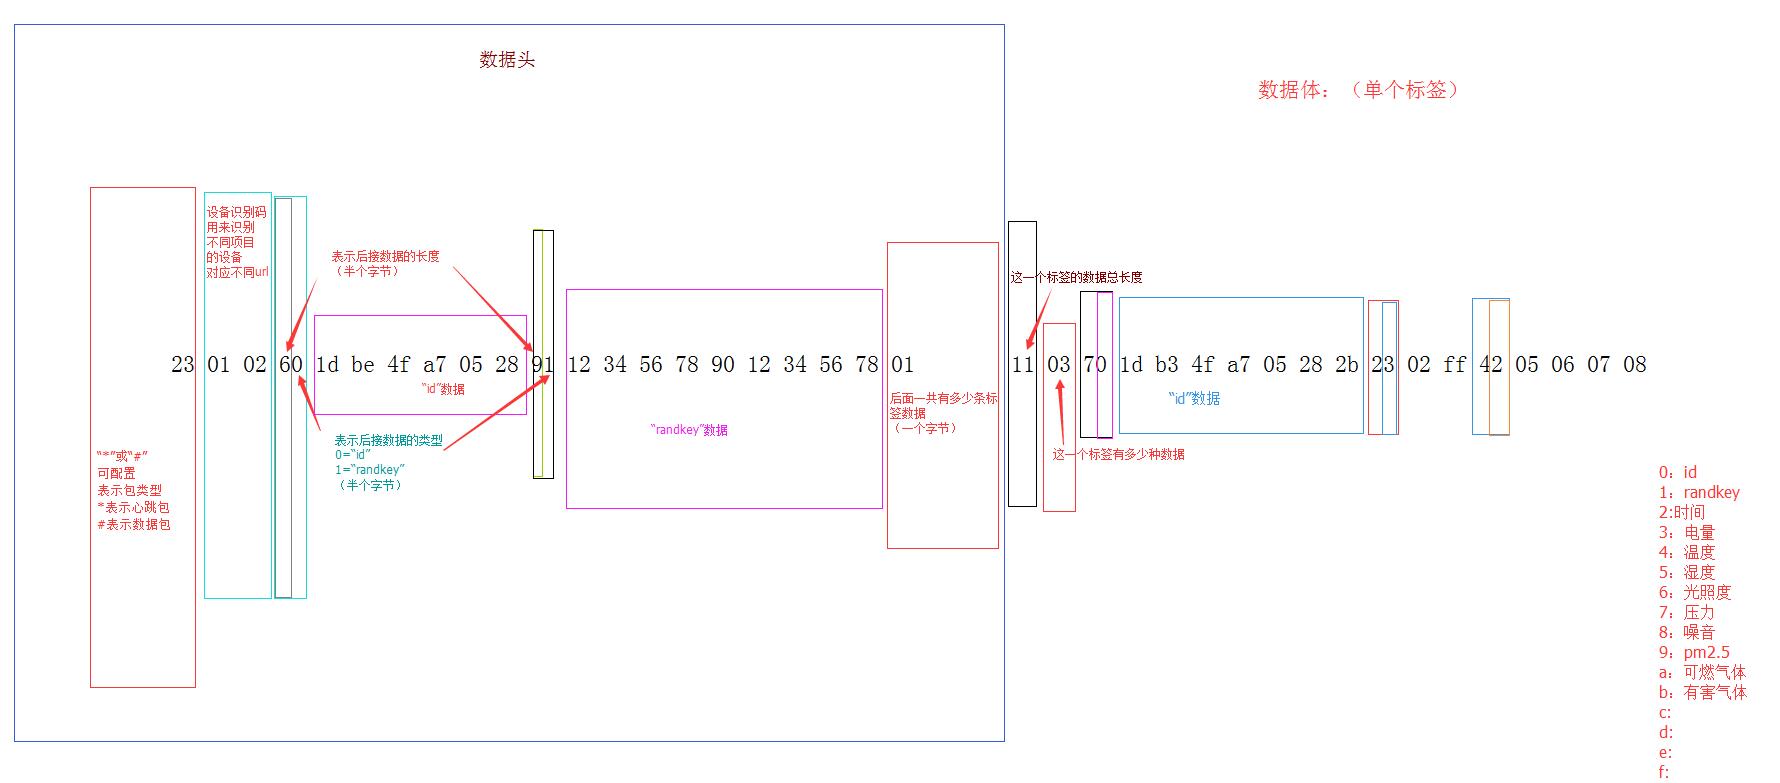 数据头
数据体：（单个标签）
设备识别码
用来识别
不同项目
的设备
对应不同url
表示后接数据的长度
（半个字节）
这一个标签的数据总长度
23 01 02 60 1d be 4f a7 05 28 91 12 34 56 78 90 12 34 56 78 01 11 03 70 1d b3 4f a7 05 28 2b 23 02 ff 42 05 06 07 08
“id”数据
“randkey”数据
后面一共有多少条标
签数据
（一个字节）
“id”数据
表示后接数据的类型
0=“id”
1=“randkey”
（半个字节）
这一个标签有多少种数据
“*”或“#”
可配置
表示包类型
*表示心跳包
#表示数据包
0：id
1：randkey
2:时间
3：电量
4：温度
5：湿度
6：光照度
7：压力
8：噪音
9：pm2.5
a：可燃气体
b：有害气体
c:
d:
e:
f: